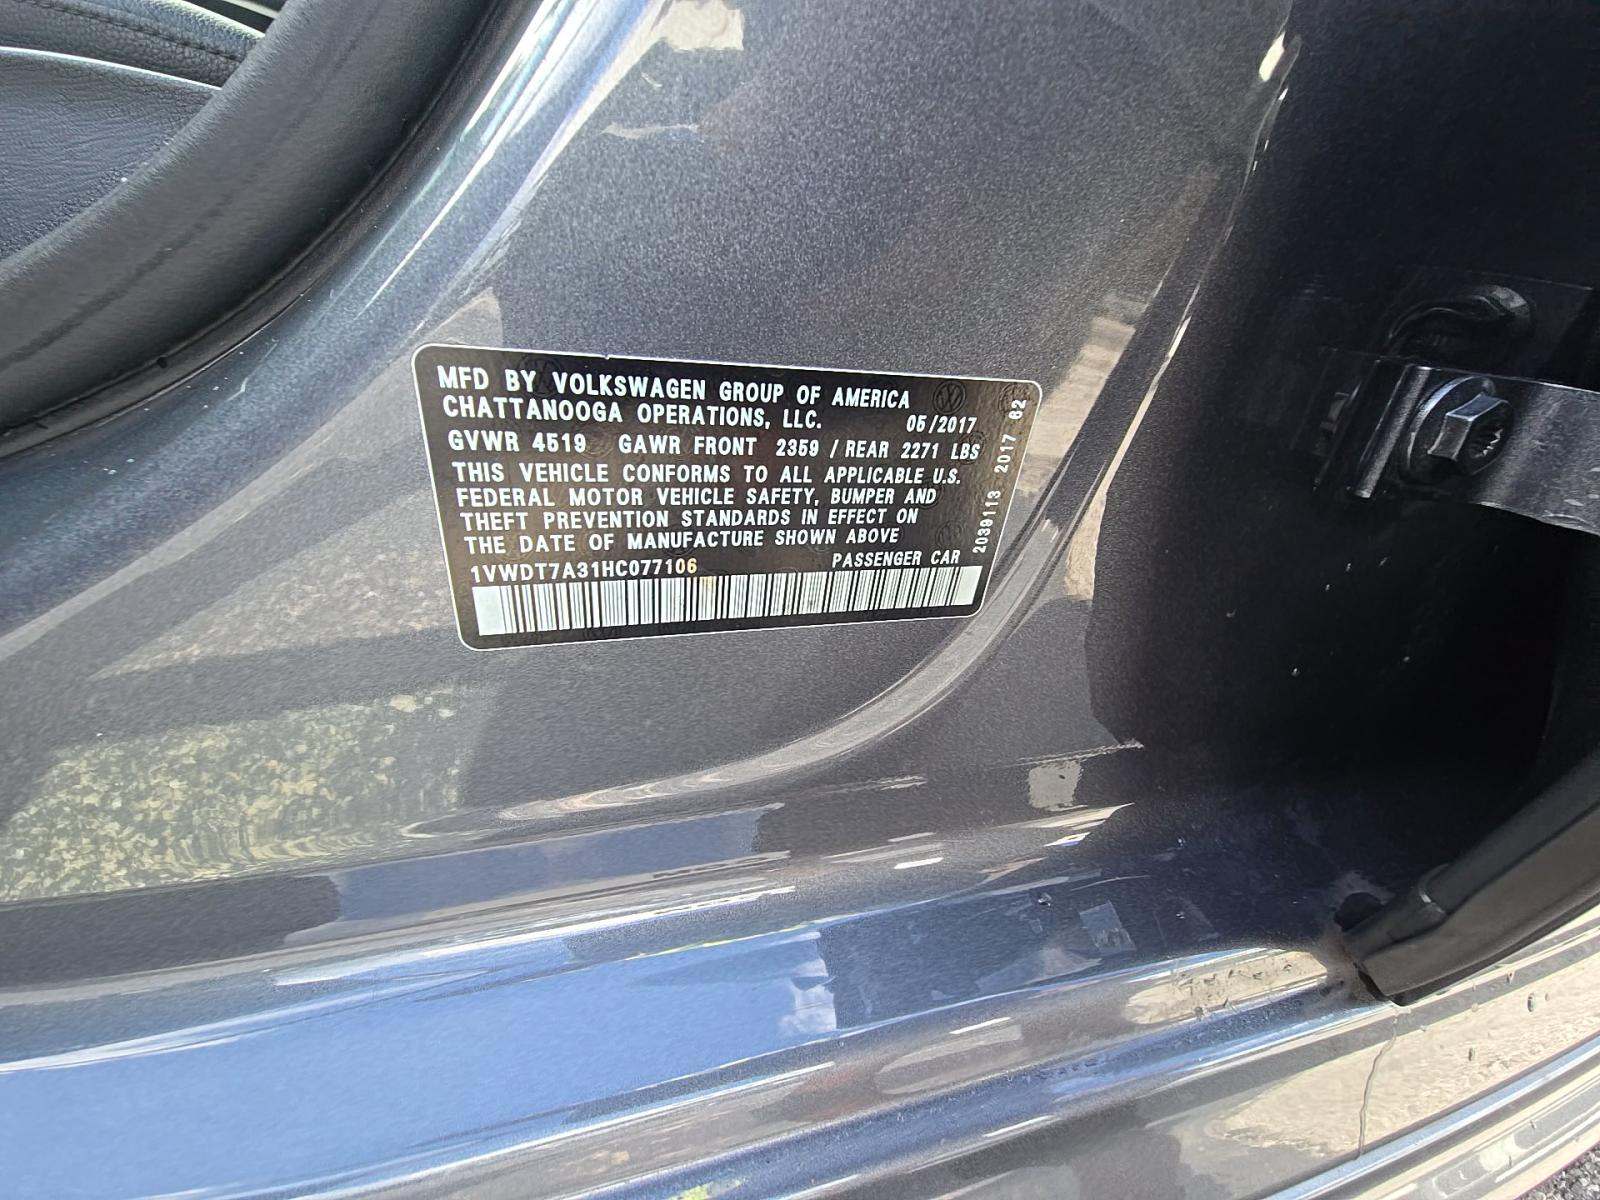 MFD BY VOLKSWAGEN GROUP OF AMERICA
CHATTANOOGA OPERATIONS, LLC. 05/2017
GVWR 4519 GAWR FRONT 2359 / REAR 2271 LBS
THIS VEHICLE CONFORMS TO ALL APPLICABLE U.S.
FEDERAL MOTOR VEHICLE SAFETY, BUMPER AND
THEFT PREVENTION STANDARDS IN EFFECT ON
THE DATE OF MANUFACTURE SHOWN ABOVE
1VWDT7A31HC077106 PASSENGER CAR
2039113 2017 62